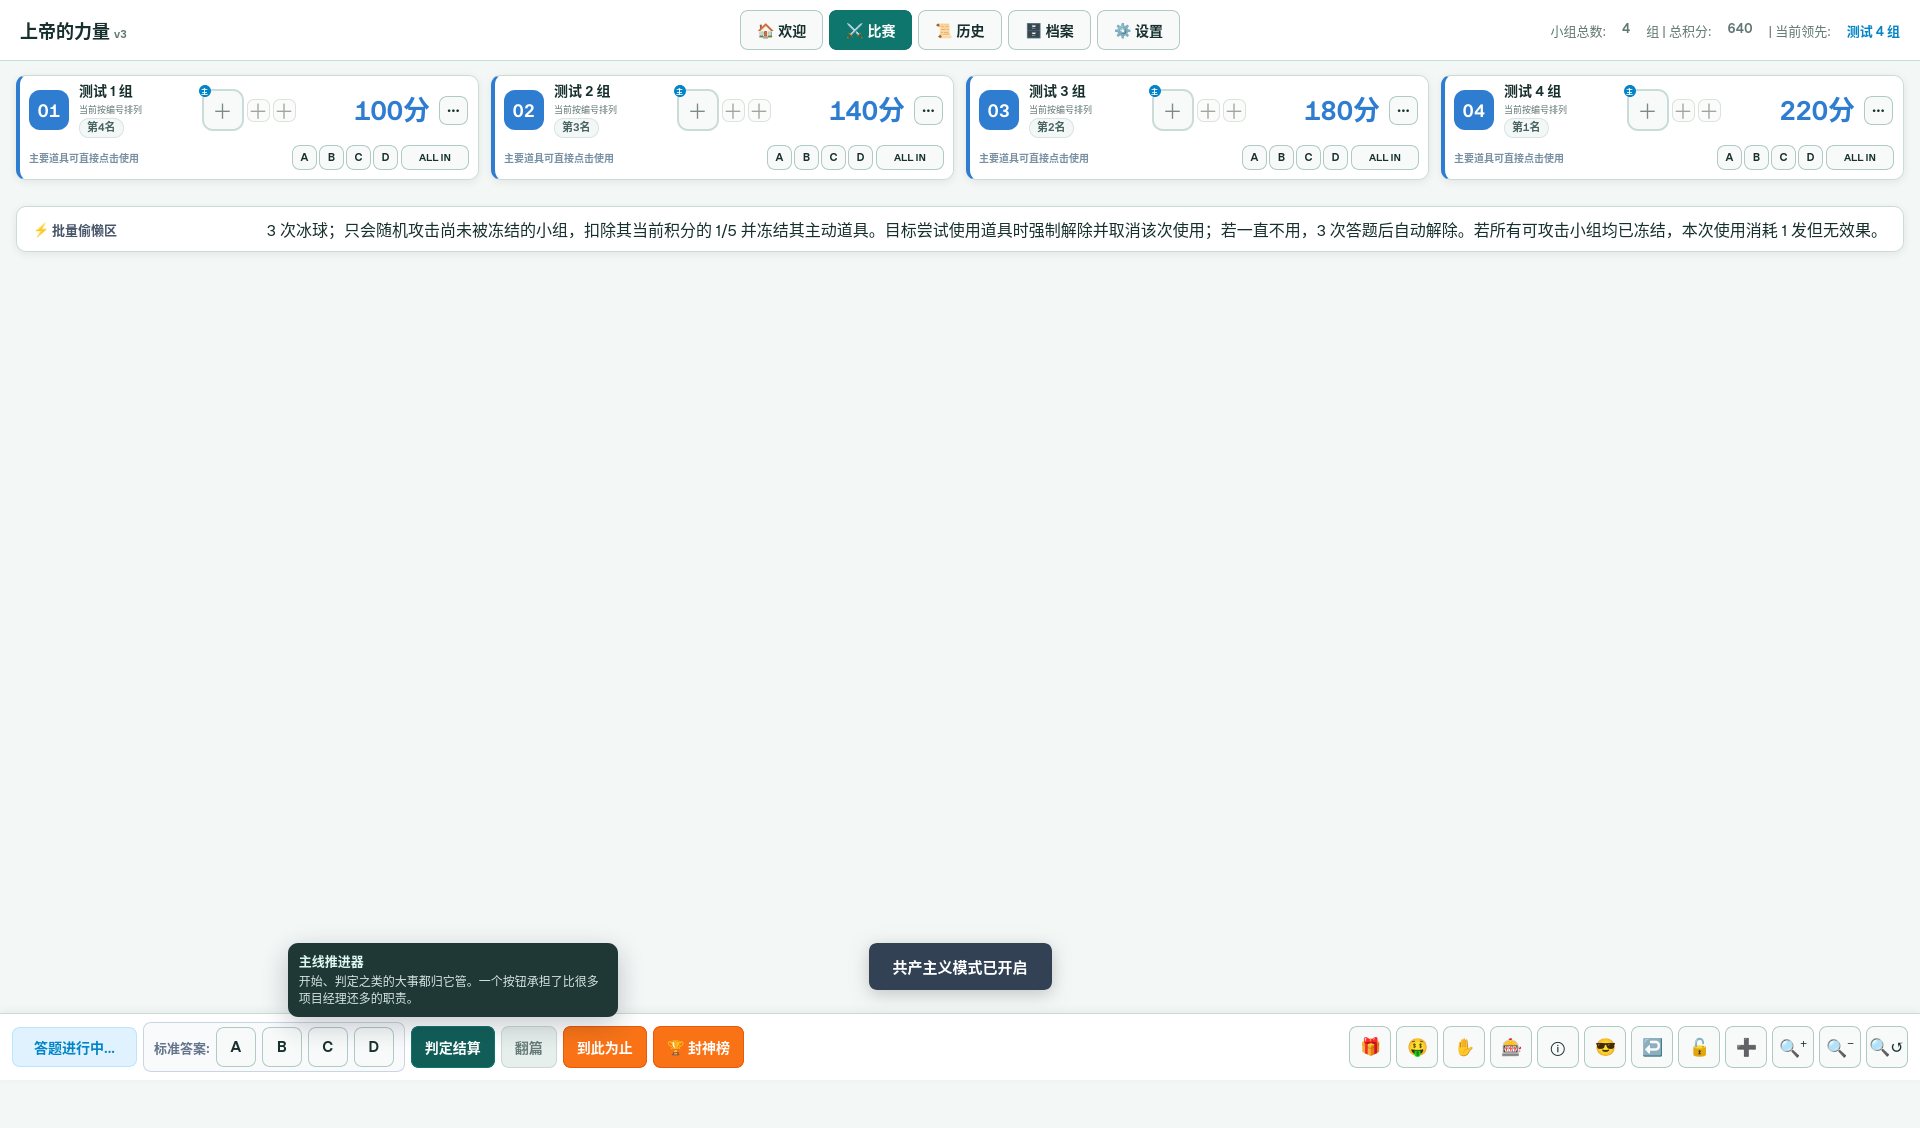 上帝的力量 v3
🏠 欢迎
⚔️ 比赛
📜 历史
🗄️ 档案
⚙️ 设置
小组总数: 4 组 | 总积分: 640 | 当前领先: 测试 4 组
01
测试 1 组
当前按编号排列
第4名
主
100分
···
主要道具可直接点击使用
A B C D ALL IN
02
测试 2 组
当前按编号排列
第3名
主
140分
···
主要道具可直接点击使用
A B C D ALL IN
03
测试 3 组
当前按编号排列
第2名
主
180分
···
主要道具可直接点击使用
A B C D ALL IN
04
测试 4 组
当前按编号排列
第1名
主
220分
···
主要道具可直接点击使用
A B C D ALL IN
⚡ 批量偷懒区
3 次冰球；只会随机攻击尚未被冻结的小组，扣除其当前积分的 1/5 并冻结其主动道具。目标尝试使用道具时强制解除并取消该次使用；若一直不用，3 次答题后自动解除。若所有可攻击小组均已冻结，本次使用消耗 1 发但无效果。
主线推进器
开始、判定之类的大事都归它管。一个按钮承担了比很多
项目经理还多的职责。
共产主义模式已开启
答题进行中...
标准答案: A B C D
判定结算
翻篇
到此为止
🏆 封神榜